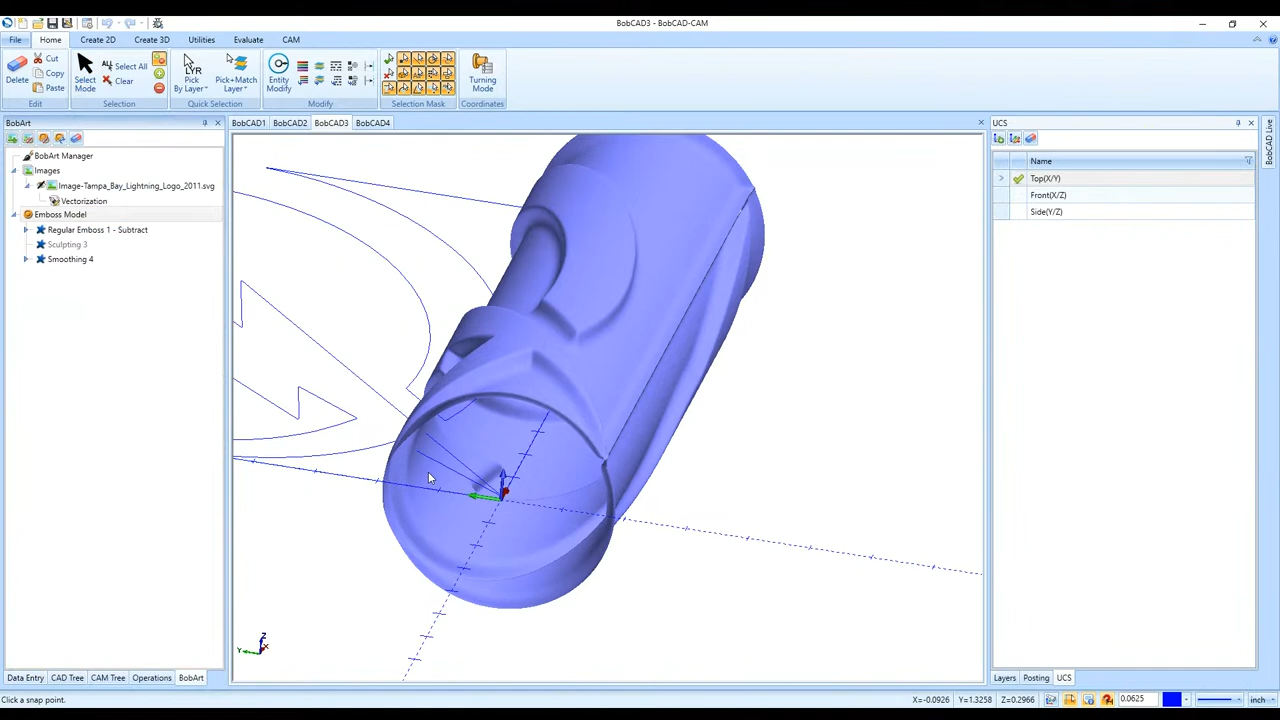 BobCAD3 - BobCAD-CAM
File Home Create 2D Create 3D Utilities Evaluate CAM
Delete Cut Copy Paste Edit
Select Mode Select All Clear Selection
LYR Pick By Layer Pick+Match Layer Quick Selection
Entity Modify Modify
Selection Mask
Turning Mode Coordinates
BobArt
BobCAD1 BobCAD2 BobCAD3 BobCAD4
UCS
BobCAD Live
BobArt Manager
Images
Image-Tampa_Bay_Lightning_Logo_2011.svg
Vectorization
Emboss Model
Regular Emboss 1 - Subtract
Sculpting 3
Smoothing 4
Name
Top(X/Y)
Front(X/Z)
Side(Y/Z)
Z
Y X
Data Entry CAD Tree CAM Tree Operations BobArt
Layers Posting UCS
Click a snap point.
X=-0.0926 Y=1.3258 Z=0.2966 0.0625 inch